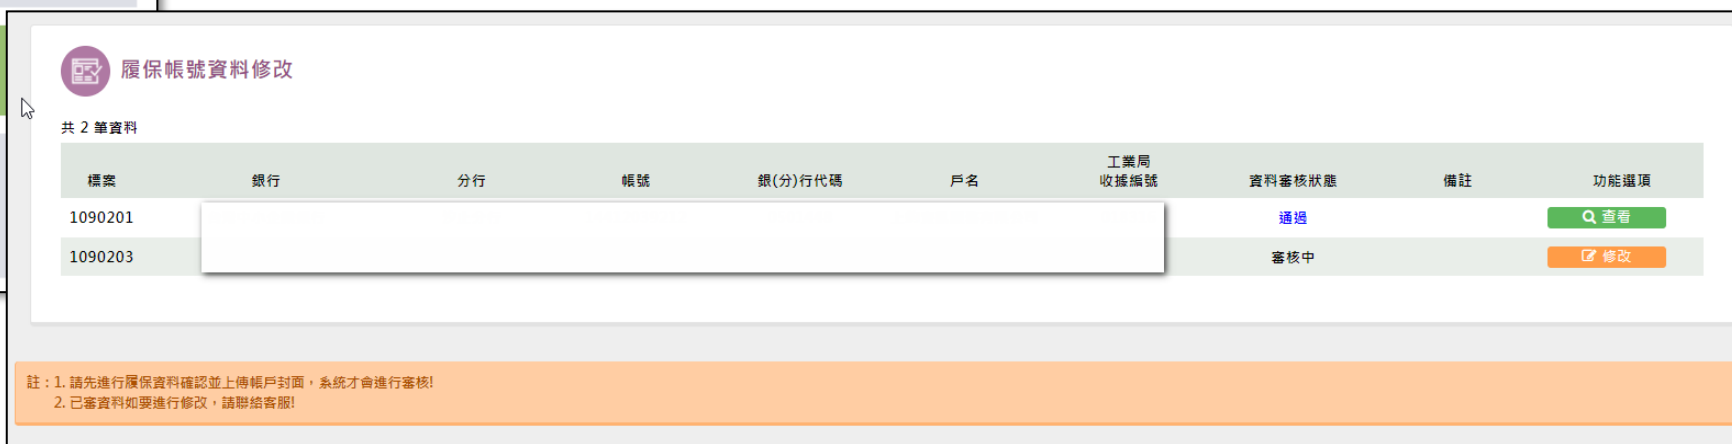 履保帳號資料修改
共 2 筆資料
標案 銀行 分行 帳號 銀(分)行代碼 戶名 工業局 收據編號 資料審核狀態 備註 功能選項
1090201 通過 查看
1090203 審核中 修改
註：1. 請先進行履保資料確認並上傳帳戶封面，系統才會進行審核!
2. 已審資料如要進行修改，請聯絡客服!